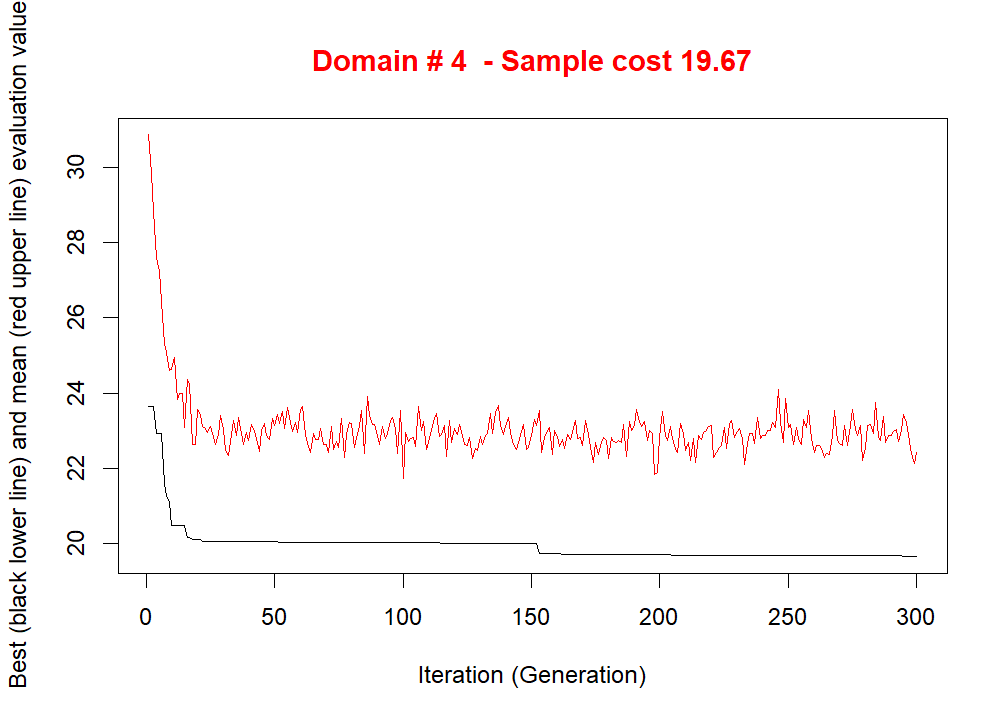 Domain # 4  - Sample cost 19.67
Best (black lower line) and mean (red upper line) evaluation value
30
28
26
24
22
20
0 50 100 150 200 250 300
Iteration (Generation)